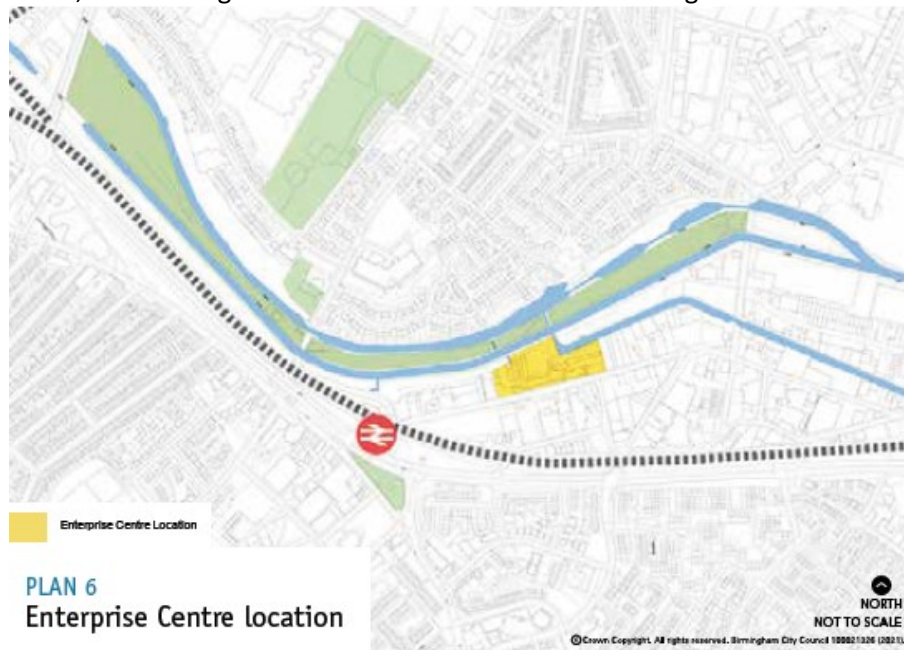 Enterprise Centre Location
PLAN 6
Enterprise Centre location
NORTH
NOT TO SCALE
©Crown Copyright. All rights reserved. Birmingham City Council 100021326 (2021).